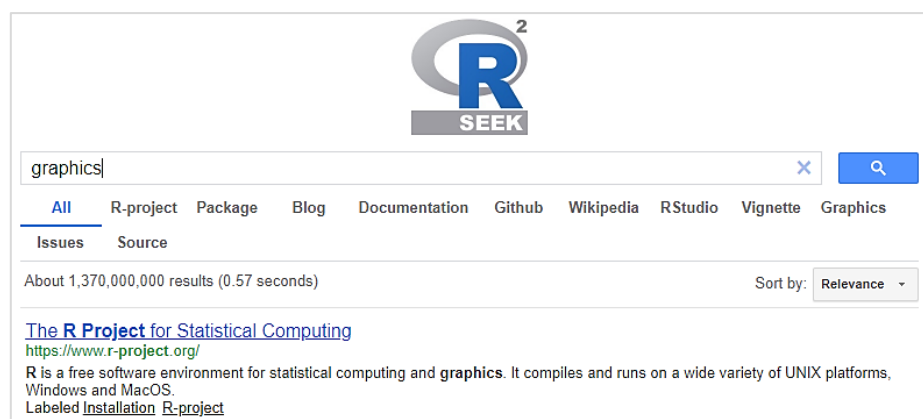 R 2
SEEK
graphics
All R-project Package Blog Documentation Github Wikipedia RStudio Vignette Graphics
Issues Source
About 1,370,000,000 results (0.57 seconds) Sort by: Relevance
The R Project for Statistical Computing
https://www.r-project.org/
R is a free software environment for statistical computing and graphics. It compiles and runs on a wide variety of UNIX platforms,
Windows and MacOS.
Labeled Installation R-project